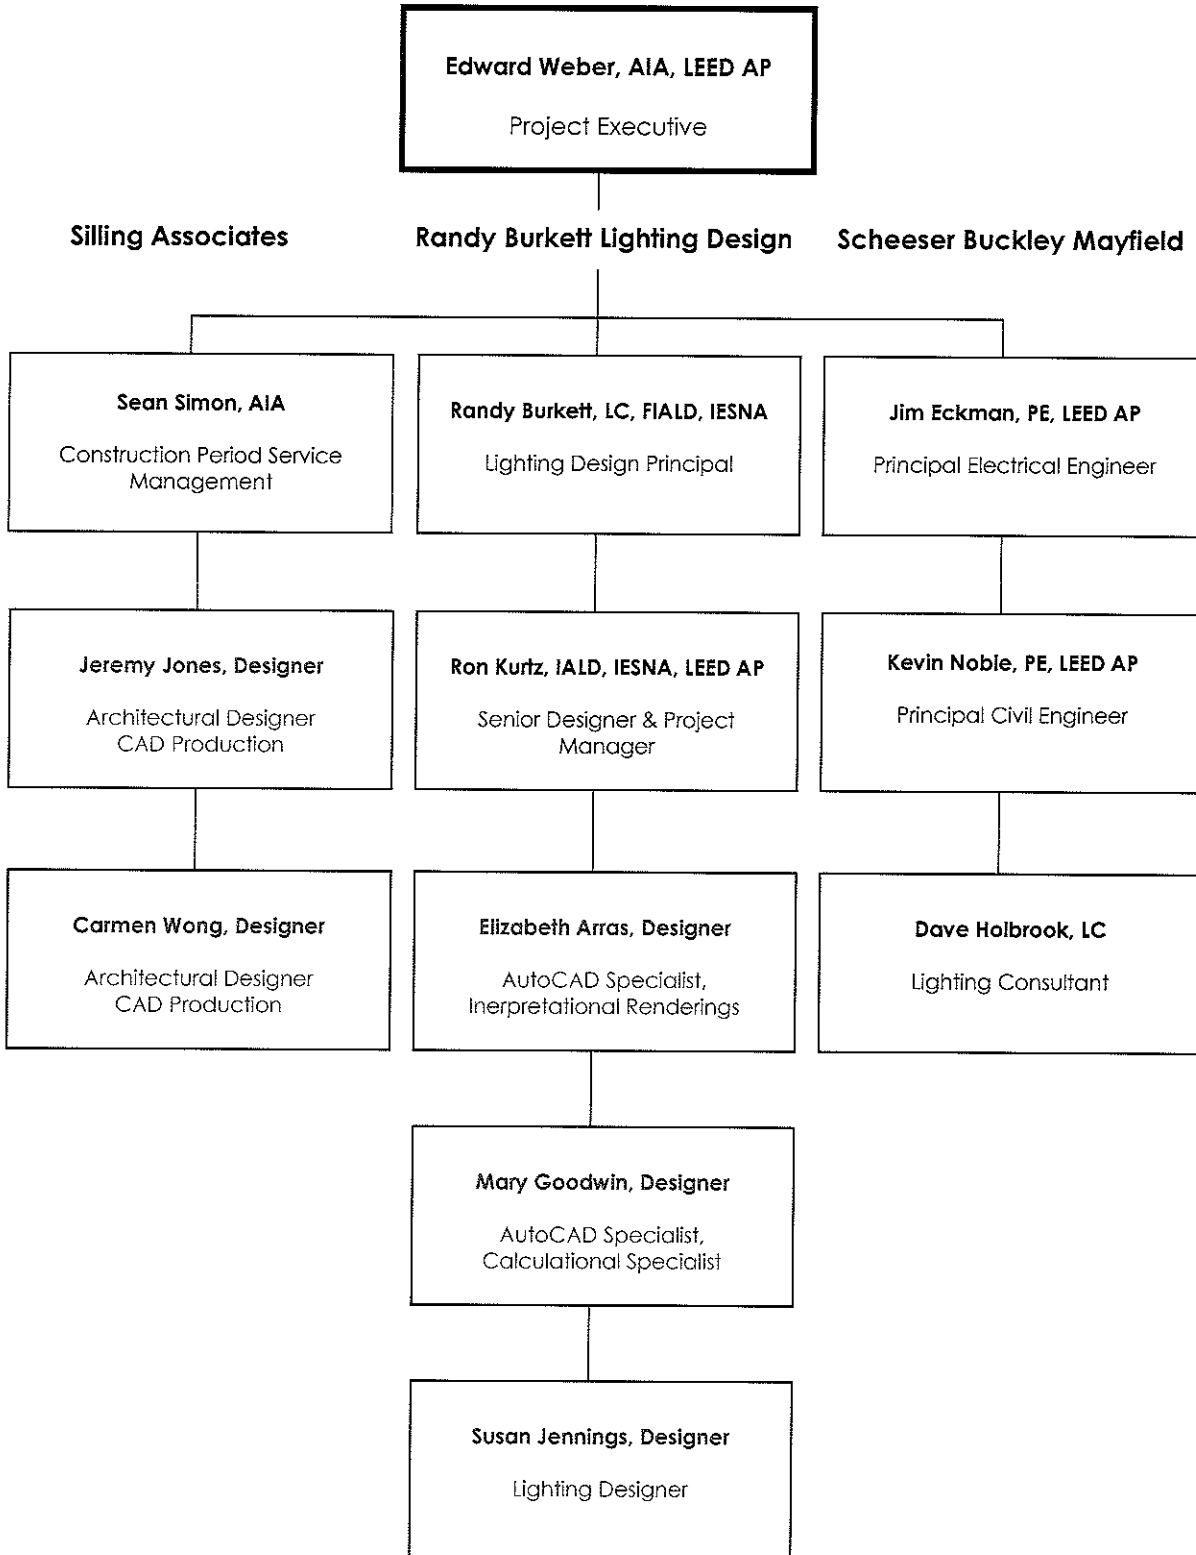 Edward Weber, AIA, LEED AP
Project Executive
Silling Associates
Randy Burkett Lighting Design
Scheeser Buckley Mayfield
Sean Simon, AIA
Construction Period Service
Management
Randy Burkett, LC, FIALD, IESNA
Lighting Design Principal
Jim Eckman, PE, LEED AP
Principal Electrical Engineer
Jeremy Jones, Designer
Architectural Designer
CAD Production
Ron Kurtz, IALD, IESNA, LEED AP
Senior Designer & Project
Manager
Kevin Noble, PE, LEED AP
Principal Civil Engineer
Carmen Wong, Designer
Architectural Designer
CAD Production
Elizabeth Arras, Designer
AutoCAD Specialist,
Inerpretational Renderings
Dave Holbrook, LC
Lighting Consultant
Mary Goodwin, Designer
AutoCAD Specialist,
Calculational Specialist
Susan Jennings, Designer
Lighting Designer